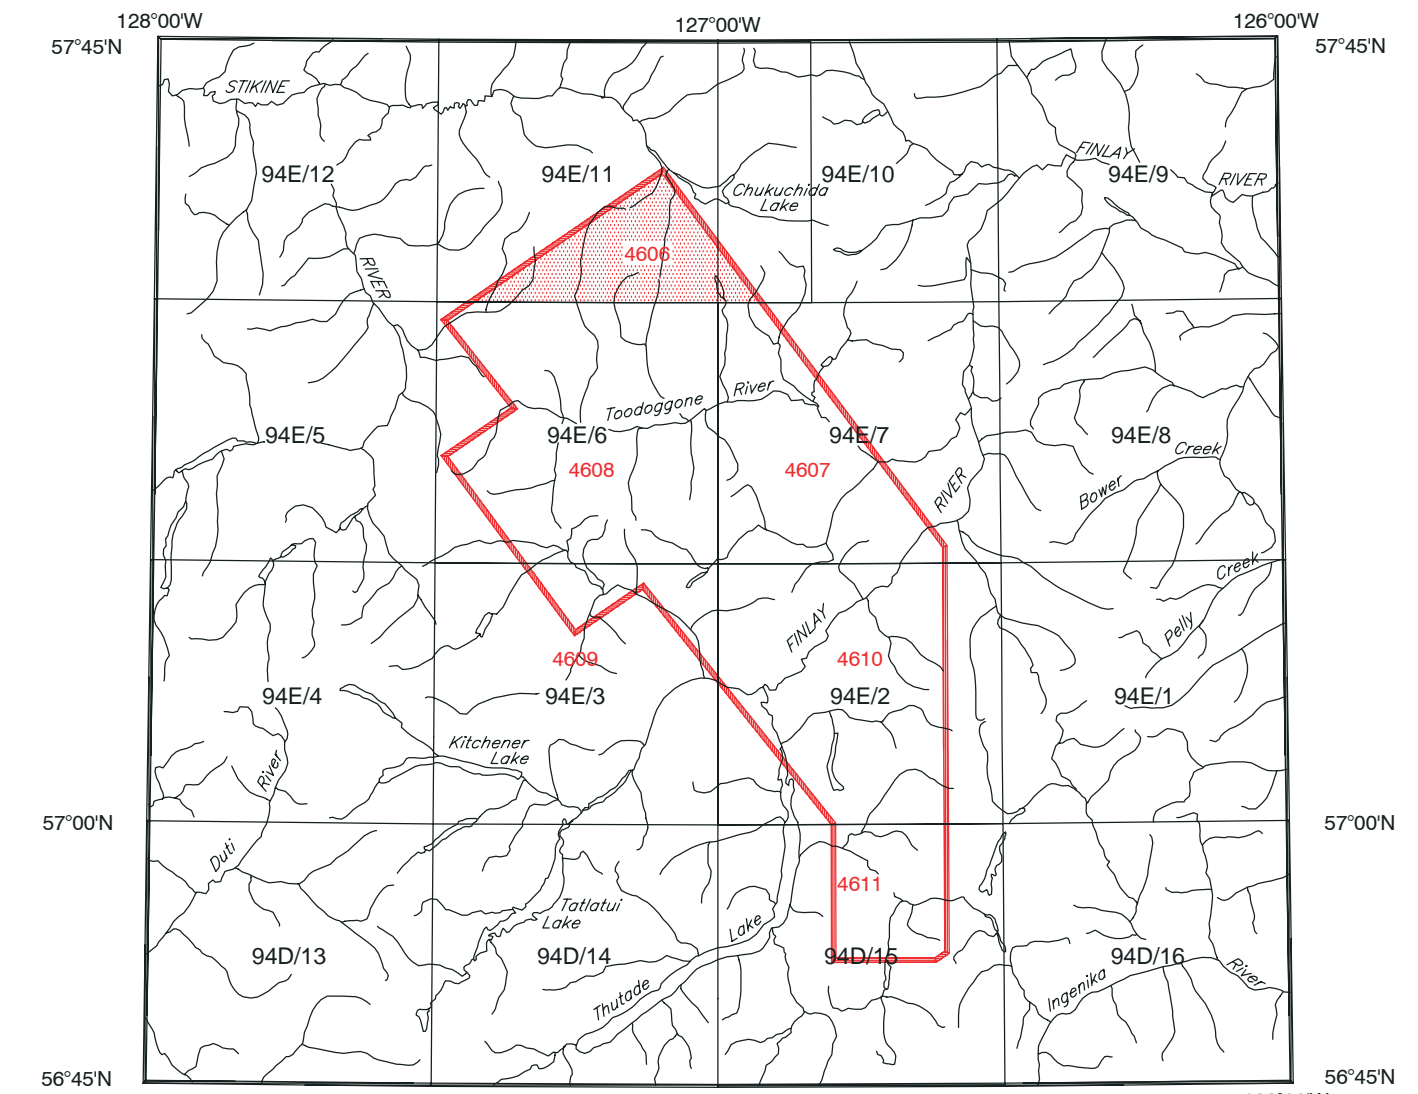 128°00'W
127°00'W
126°00'W
57°45'N
57°45'N
STIKINE
FINLAY
94E/12
94E/11
94E/10
94E/9
RIVER
Chukuchida
Lake
4606
RIVER
River
Toodoggone
94E/5
94E/6
94E/7
94E/8
Creek
4608
4607
RIVER
Bower
Creek
FINLAY
Pelly
4609
4610
94E/4
94E/3
94E/2
94E/1
Kitchener
Lake
River
57°00'N
57°00'N
Duti
4611
Tatlatui
Lake
Lake
94D/13
94D/14
94D/15
94D/16
River
Ingenika
Thutade
56°45'N
56°45'N